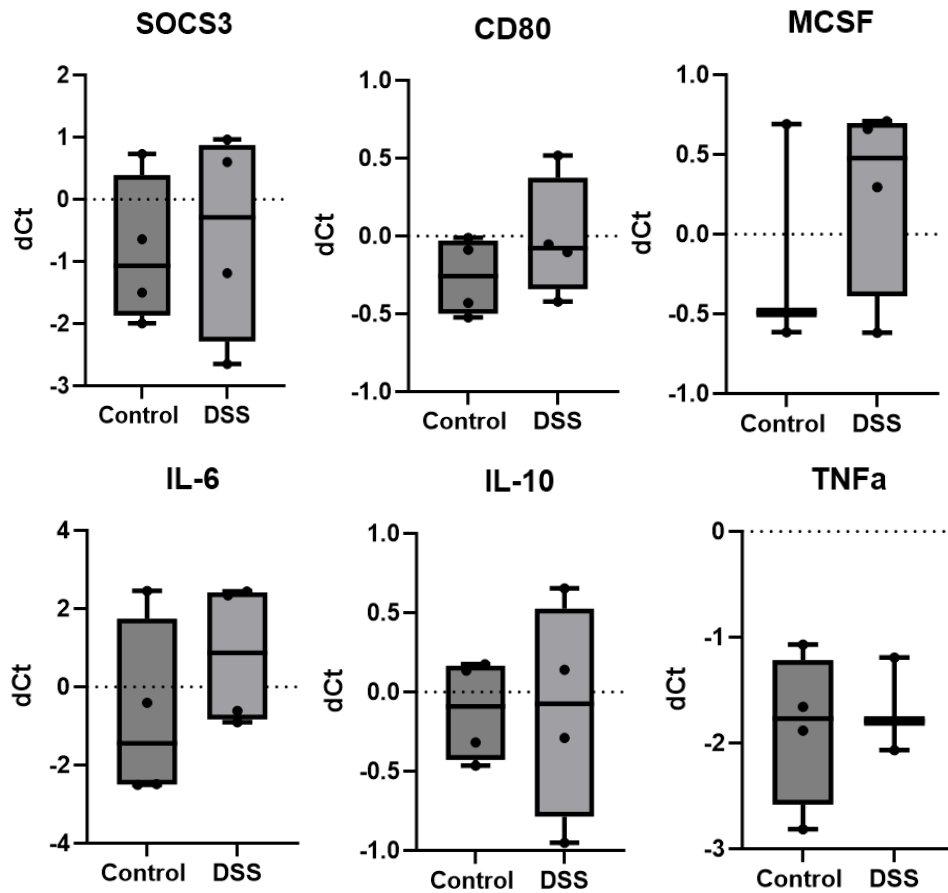 SOCS3
dCt
2
1
0
-1
-2
-3
Control DSS
CD80
dCt
1.0
0.5
0.0
-0.5
-1.0
Control DSS
MCSF
dCt
1.0
0.5
0.0
-0.5
-1.0
Control DSS
IL-6
dCt
4
2
0
-2
-4
Control DSS
IL-10
dCt
1.0
0.5
0.0
-0.5
-1.0
Control DSS
TNFa
dCt
0
-1
-2
-3
Control DSS